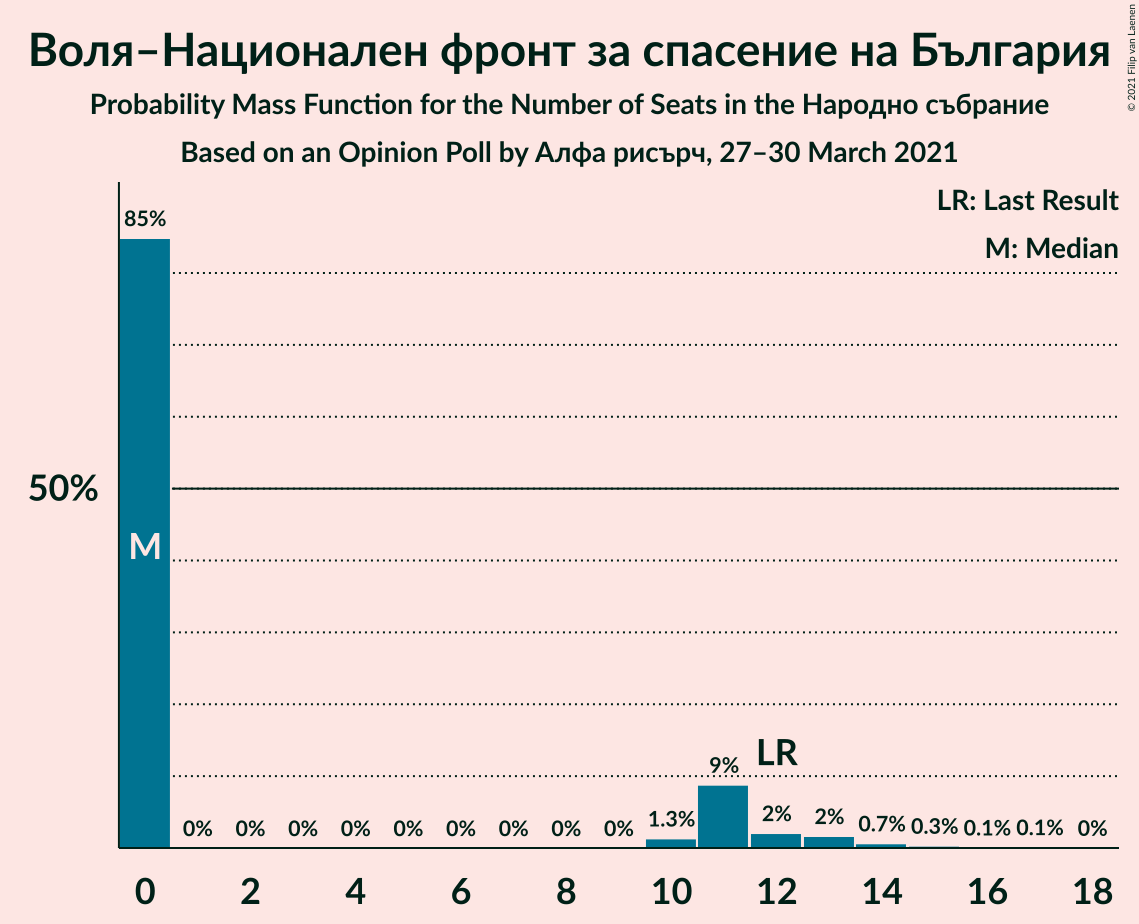 Воля–Национален фронт за спасение на България
Probability Mass Function for the Number of Seats in the Народно събрание
Based on an Opinion Poll by Алфа рисърч, 27–30 March 2021
© 2021 Filip van Laenen
LR: Last Result
M: Median
85%
50%
M
LR
9%
0% 0% 0% 0% 0% 0% 0% 0% 0% 1.3% 2% 2% 0.7% 0.3% 0.1% 0.1% 0%
0 2 4 6 8 10 12 14 16 18